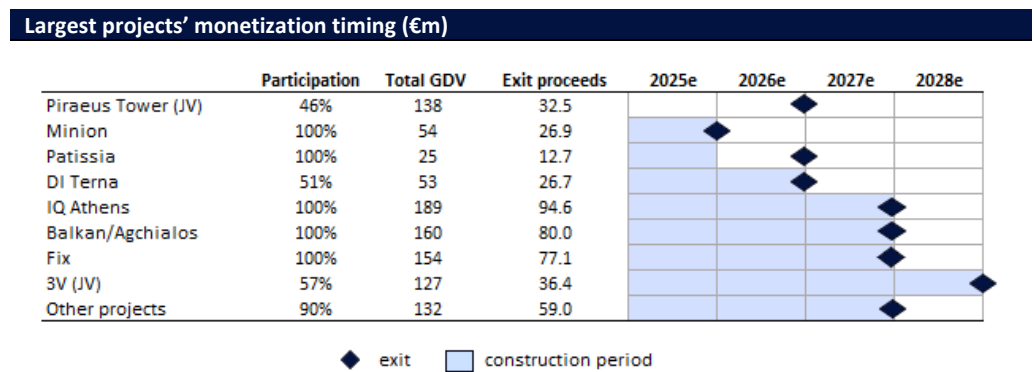 Largest projects' monetization timing (€m)
Participation Total GDV Exit proceeds 2025e 2026e 2027e 2028e
Piraeus Tower (JV) 46% 138 32.5
Minion 100% 54 26.9
Patissia 100% 25 12.7
DI Terna 51% 53 26.7
IQ Athens 100% 189 94.6
Balkan/Agchialos 100% 160 80.0
Fix 100% 154 77.1
3V (JV) 57% 127 36.4
Other projects 90% 132 59.0
exit construction period